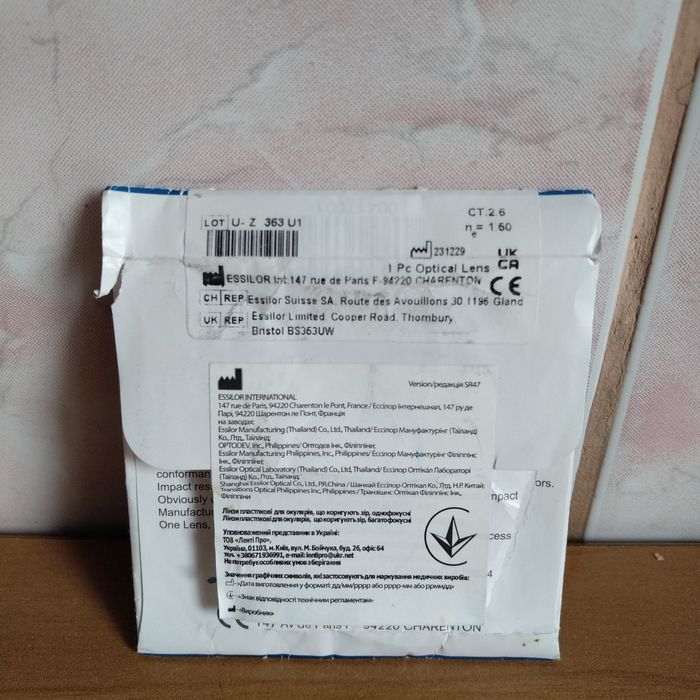 CT.2.6
LOT U- Z 363 U1
ne = 1.50
231229
UK CA
1 Pc Optical Lens
ESSILOR Int.147 rue de Paris F-94220 CHARENTON CE
CH REP Essilor Suisse SA, Route des Avouillons 30 1196 Gland
UK REP Essilor Limited, Cooper Road, Thornbury,
Bristol BS353UW
Version/редакція SR47
ESSILOR INTERNATIONAL
147 rue de Paris, 94220 Charenton le Pont, France / Ессілор Інтернешнал, 147 ру де
Парі, 94220 Шарентон ле Понт, Франція
на заводах:
Essilor Manufacturing (Thailand) Co., Ltd, Thailand/ Ессілор Мануфактурінг (Таїланд)
Ко., Лтд., Таїланд;
OPTODEV, Inc., Philippines/ Оптодєв Інк., Філіппіни;
Essilor Manufacturing Philippines, Inc, Philippines/ Ессілор Мануфактурінг Філіппінс
Інк., Філіппіни;
Essilor Optical Laboratory (Thailand) Co., Ltd, Thailand/ Ессілор Оптікал Лабораторі
(Таїланд) Ко., Лтд., Таїланд;
Shanghai Essilor Optical Co., Ltd., P.R.China / Шанхай Ессілор Оптікал Ко., Лтд. Н.Р. Китай;
Transitions Optical Philippines Inc, Philippines/Транзішнс Оптікал Філіппінс Інк.,
Філіппіни
Лінзи пластикові для окулярів, що коригують зір, однофокусні
Лінзи пластикові для окулярів, що коригують зір, багатофокусні
Уповноважений представник в Україні:
ТОВ «Ленті Про»,
Україна, 01103, м. Київ, вул. М. Бойчука, буд. 26, офіс 64
тел. +380671936991, e-mail: lentipro@ukr.net
Не потребує особливих умов зберігання
Значення графічних символів, які застосовують для маркування медичних виробів:
-«Дата виготовлення у форматі: дд/мм/рррр або рррр-мм або ррммдд»
-«Знак відповідності технічним регламентам»
-«Виробник»
conforman
Impact res
Obviously
Manufactu
One Lens,
ors.
mpact
cess
4
CE 147 Av de Paris F - 94220 CHARENTON